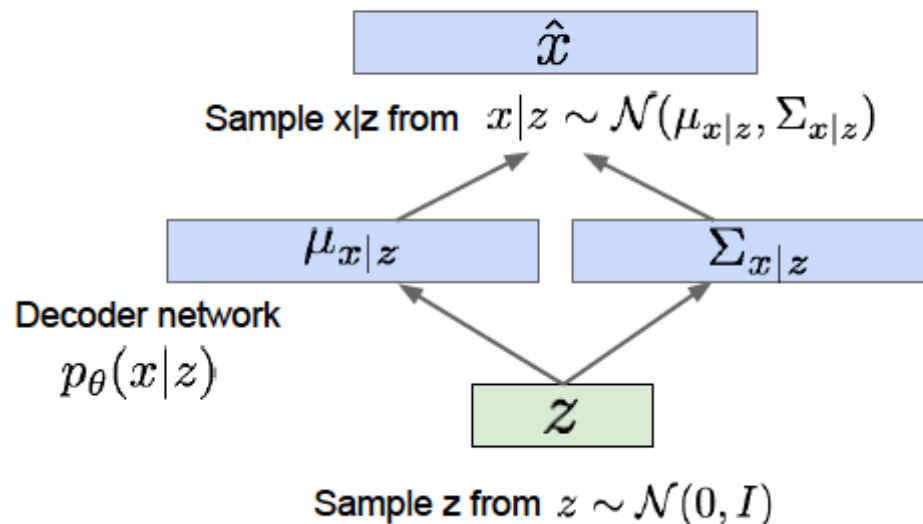 x̂
Sample x|z from x|z ∼ 𝒩(μ_{x|z}, Σ_{x|z})
μ_{x|z} Σ_{x|z}
Decoder network
p_θ(x|z)
z
Sample z from z ∼ 𝒩(0, I)